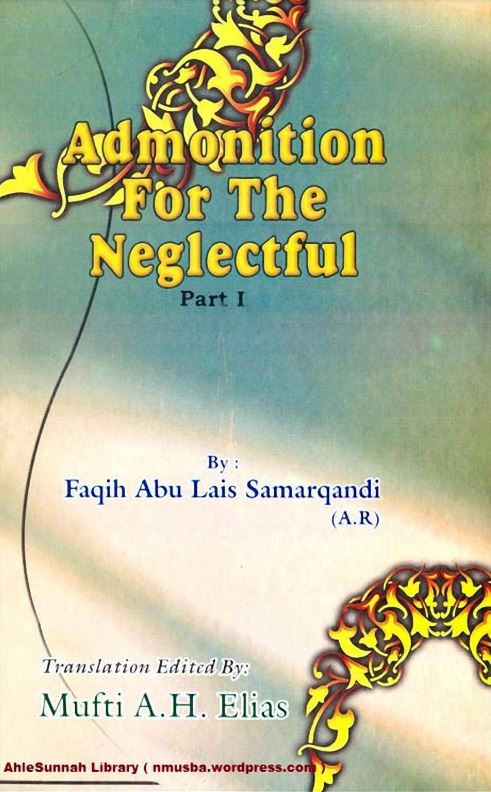 Admonition
For The
Neglectful
Part I
By :
Faqih Abu Lais Samarqandi
(A.R)
Translation Edited By:
Mufti A.H. Elias
AhleSunnah Library ( nmusba.wordpress.com